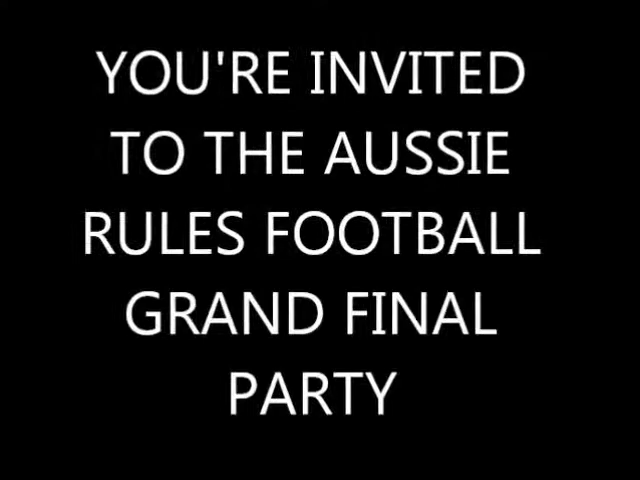 YOU'RE INVITED
TO THE AUSSIE
RULES FOOTBALL
GRAND FINAL
PARTY